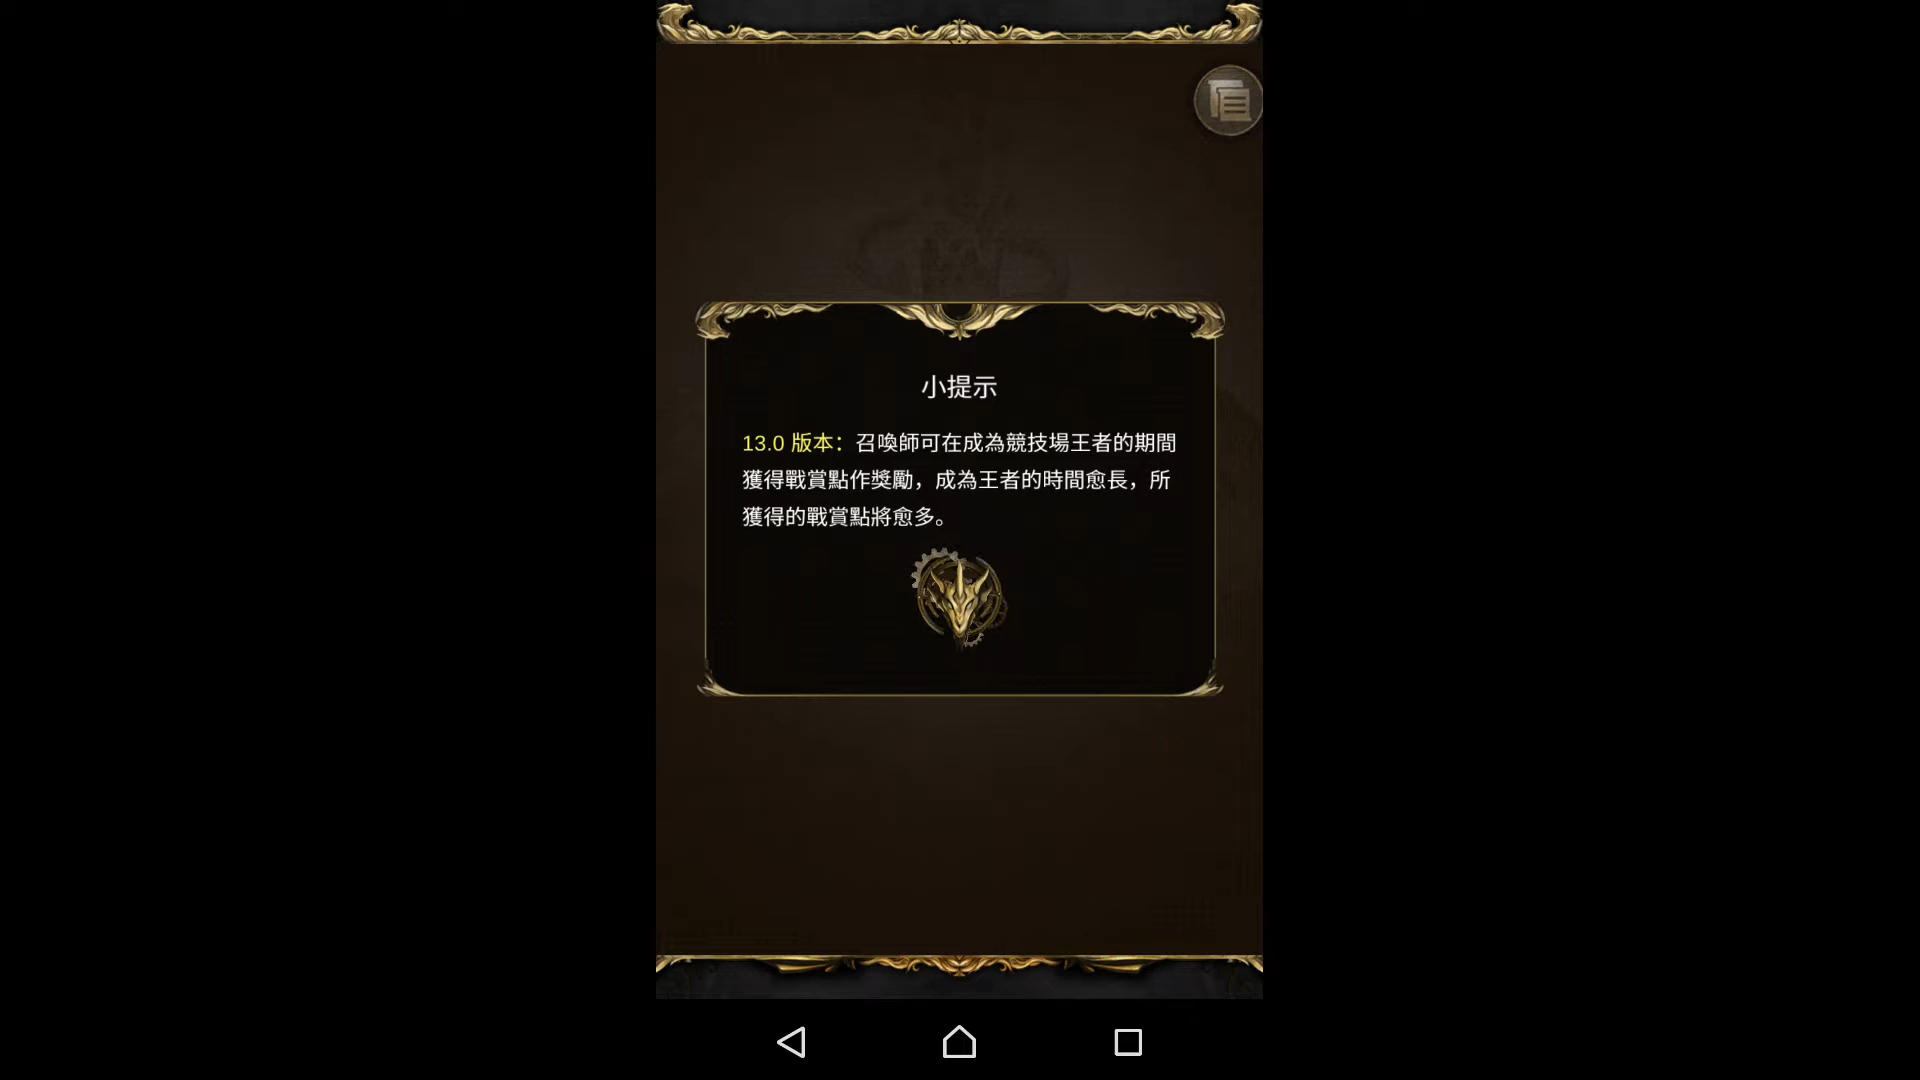 小提示
13.0 版本：召喚師可在成為競技場王者的期間
獲得戰賞點作獎勵，成為王者的時間愈長，所
獲得的戰賞點將愈多。